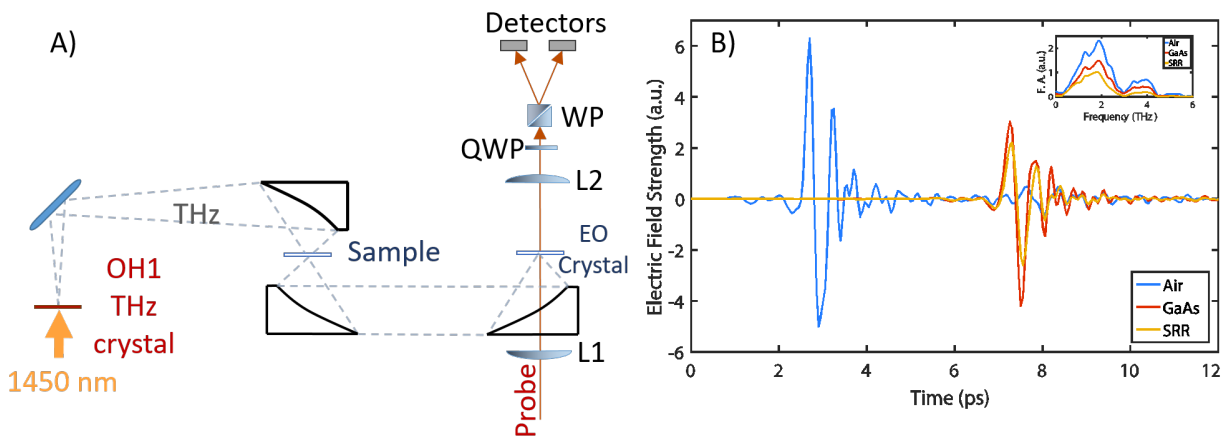 A)
Detectors
WP
QWP
L2
THz
Sample
EO
Crystal
OH1
THz
crystal
1450 nm
L1
Probe
B)
Electric Field Strength (a.u.)
6
4
2
0
-2
-4
-6
0
2
4
6
8
10
12
Time (ps)
Air
GaAs
SRR
F. A. (a.u.)
2
1
0
0
2
4
6
Frequency (THz)
Air
GaAs
SRR